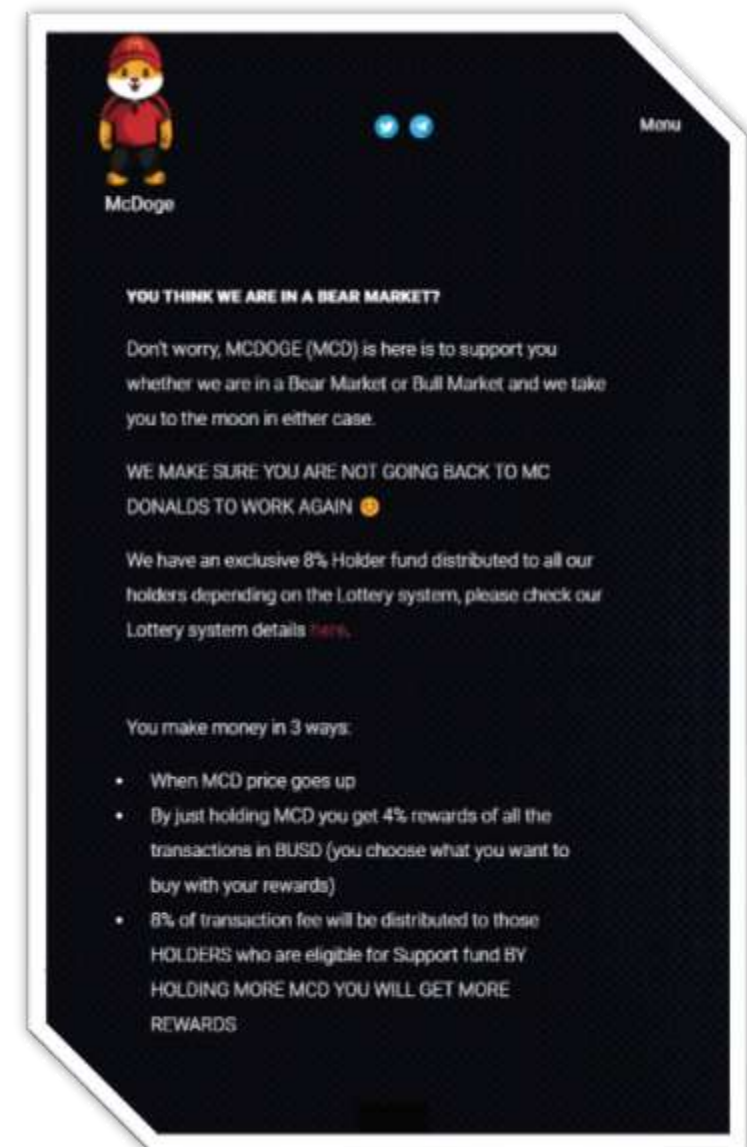 Menu
McDoge
YOU THINK WE ARE IN A BEAR MARKET?
Don't worry, MCDOGE (MCD) is here is to support you
whether we are in a Bear Market or Bull Market and we take
you to the moon in either case.
WE MAKE SURE YOU ARE NOT GOING BACK TO MC
DONALDS TO WORK AGAIN 😊
We have an exclusive 8% Holder fund distributed to all our
holders depending on the Lottery system, please check our
Lottery system details here.
You make money in 3 ways:
• When MCD price goes up
• By just holding MCD you get 4% rewards of all the
transactions in BUSD (you choose what you want to
buy with your rewards)
• 8% of transaction fee will be distributed to those
HOLDERS who are eligible for Support fund BY
HOLDING MORE MCD YOU WILL GET MORE
REWARDS